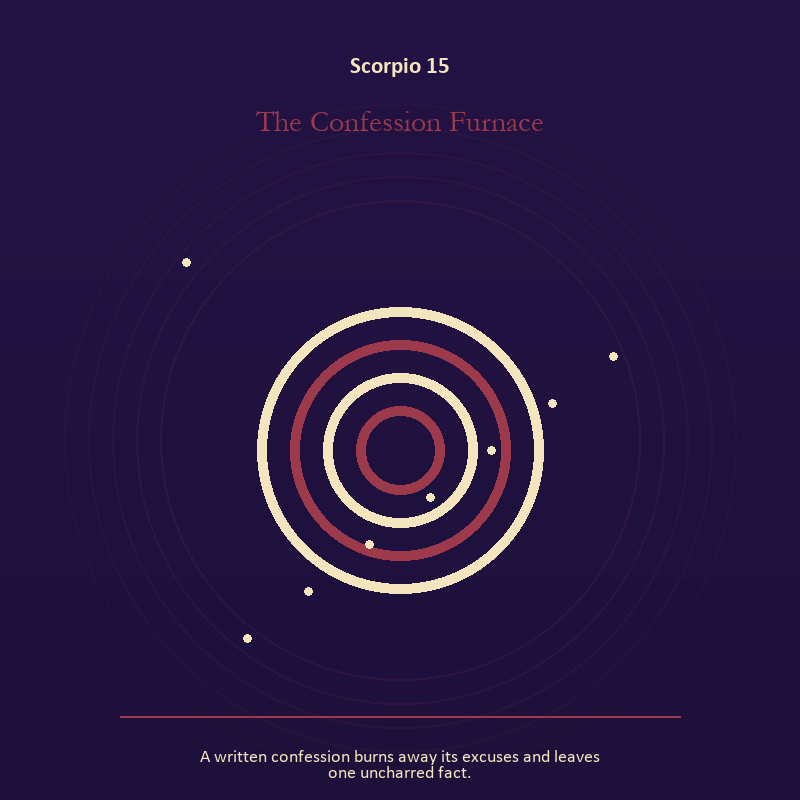 Scorpio 15
The Confession Furnace
A written confession burns away its excuses and leaves
one uncharred fact.